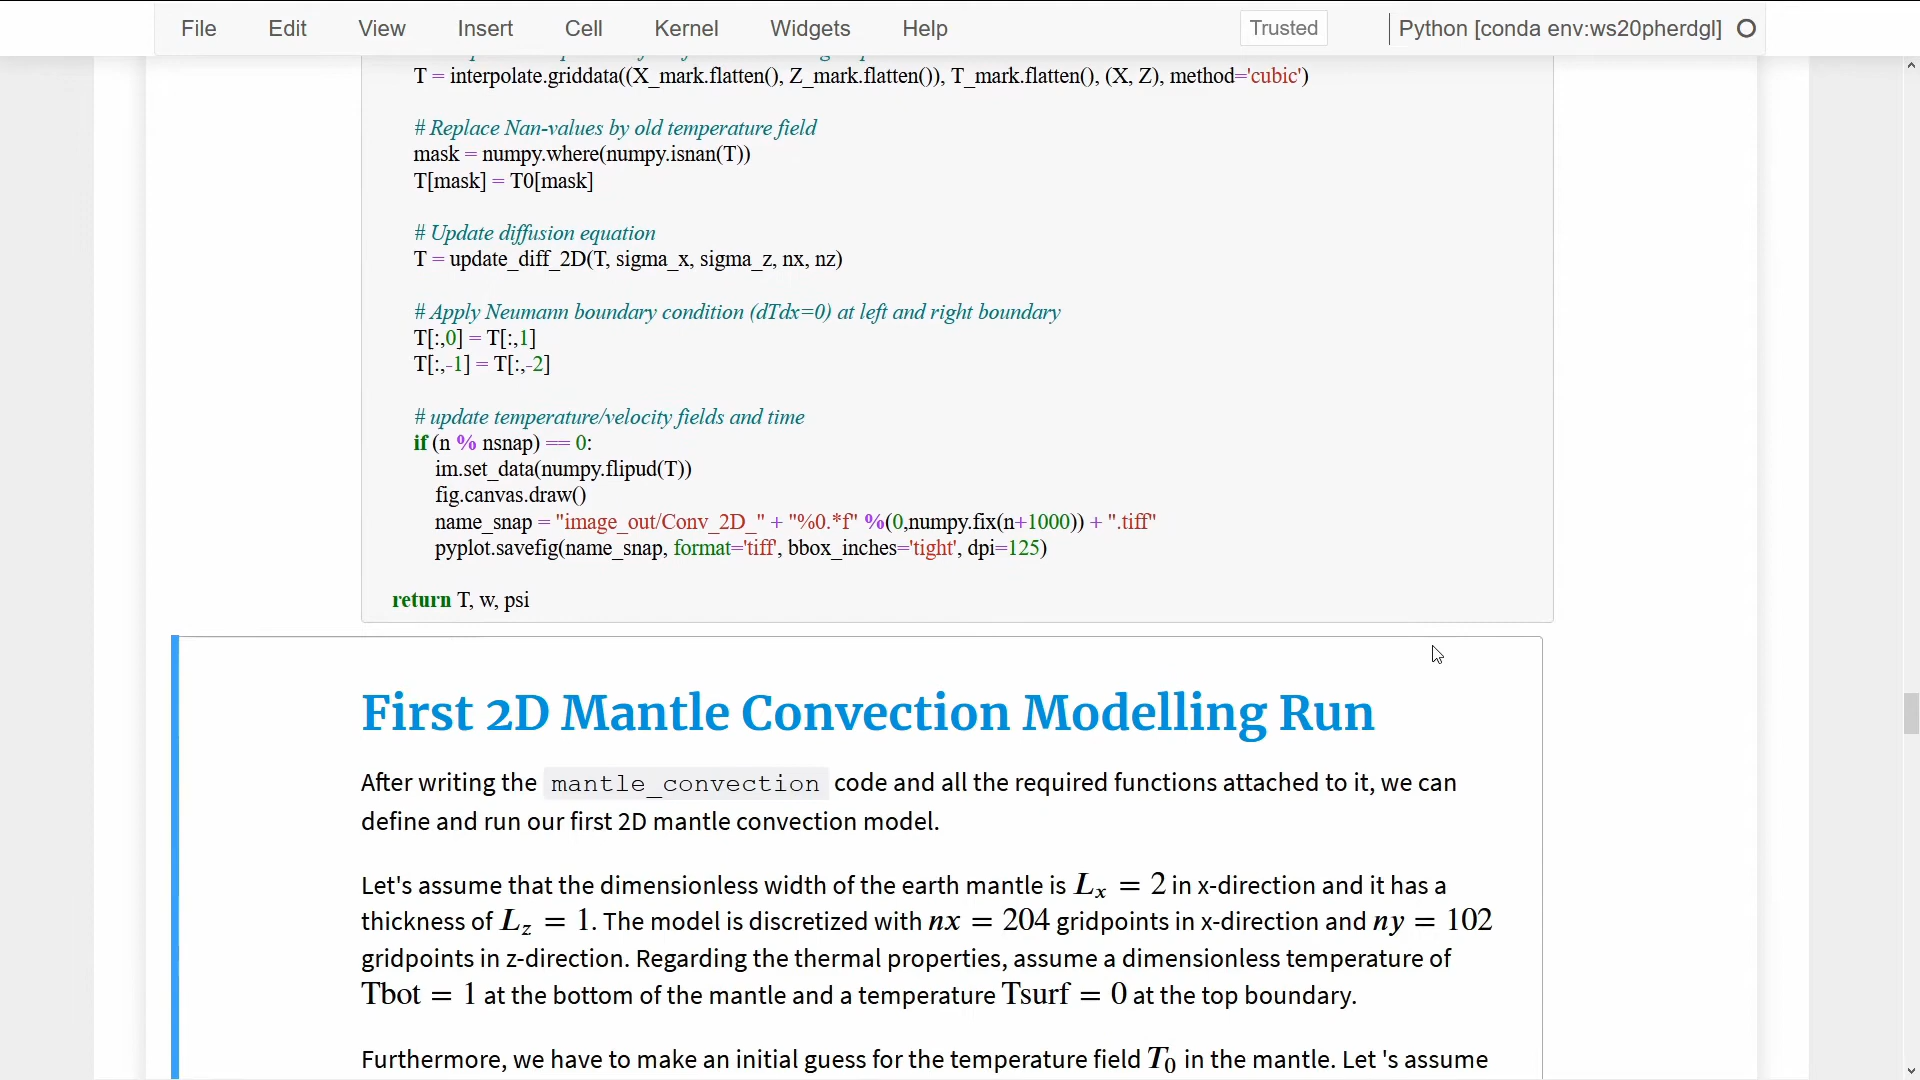 File Edit View Insert Cell Kernel Widgets Help Trusted Python [conda env:ws20pherdgl]
T = interpolate.griddata((X_mark.flatten(), Z_mark.flatten()), T_mark.flatten(), (X, Z), method='cubic')
# Replace Nan-values by old temperature field
mask = numpy.where(numpy.isnan(T))
T[mask] = T0[mask]
# Update diffusion equation
T = update_diff_2D(T, sigma_x, sigma_z, nx, nz)
# Apply Neumann boundary condition (dTdx=0) at left and right boundary
T[:,0] = T[:,1]
T[:,-1] = T[:,-2]
# update temperature/velocity fields and time
if (n % nsnap) == 0:
im.set_data(numpy.flipud(T))
fig.canvas.draw()
name_snap = "image_out/Conv_2D_" + "%0.*f" %(0,numpy.fix(n+1000)) + ".tiff"
pyplot.savefig(name_snap, format='tiff', bbox_inches='tight', dpi=125)
return T, w, psi
First 2D Mantle Convection Modelling Run
After writing the mantle_convection code and all the required functions attached to it, we can
define and run our first 2D mantle convection model.
Let's assume that the dimensionless width of the earth mantle is Lx = 2 in x-direction and it has a
thickness of Lz = 1. The model is discretized with nx = 204 gridpoints in x-direction and ny = 102
gridpoints in z-direction. Regarding the thermal properties, assume a dimensionless temperature of
Tbot = 1 at the bottom of the mantle and a temperature Tsurf = 0 at the top boundary.
Furthermore, we have to make an initial guess for the temperature field T0 in the mantle. Let 's assume